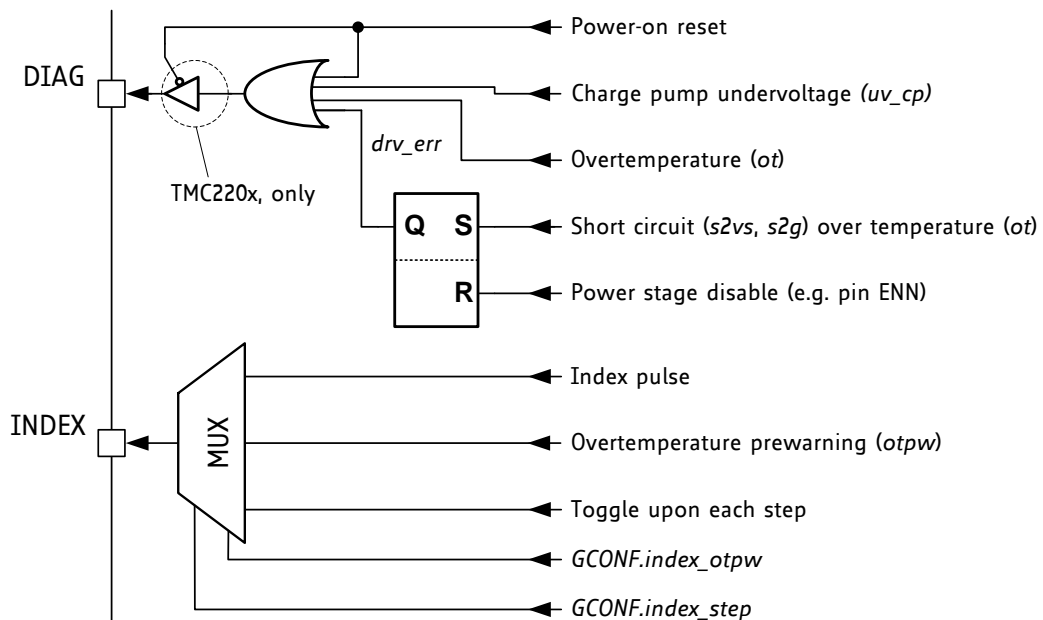 Power-on reset
DIAG
Charge pump undervoltage (uv_cp)
drv_err
Overtemperature (ot)
TMC220x, only
Q S
Short circuit (s2vs, s2g) over temperature (ot)
R
Power stage disable (e.g. pin ENN)
Index pulse
INDEX
MUX
Overtemperature prewarning (otpw)
Toggle upon each step
GCONF.index_otpw
GCONF.index_step